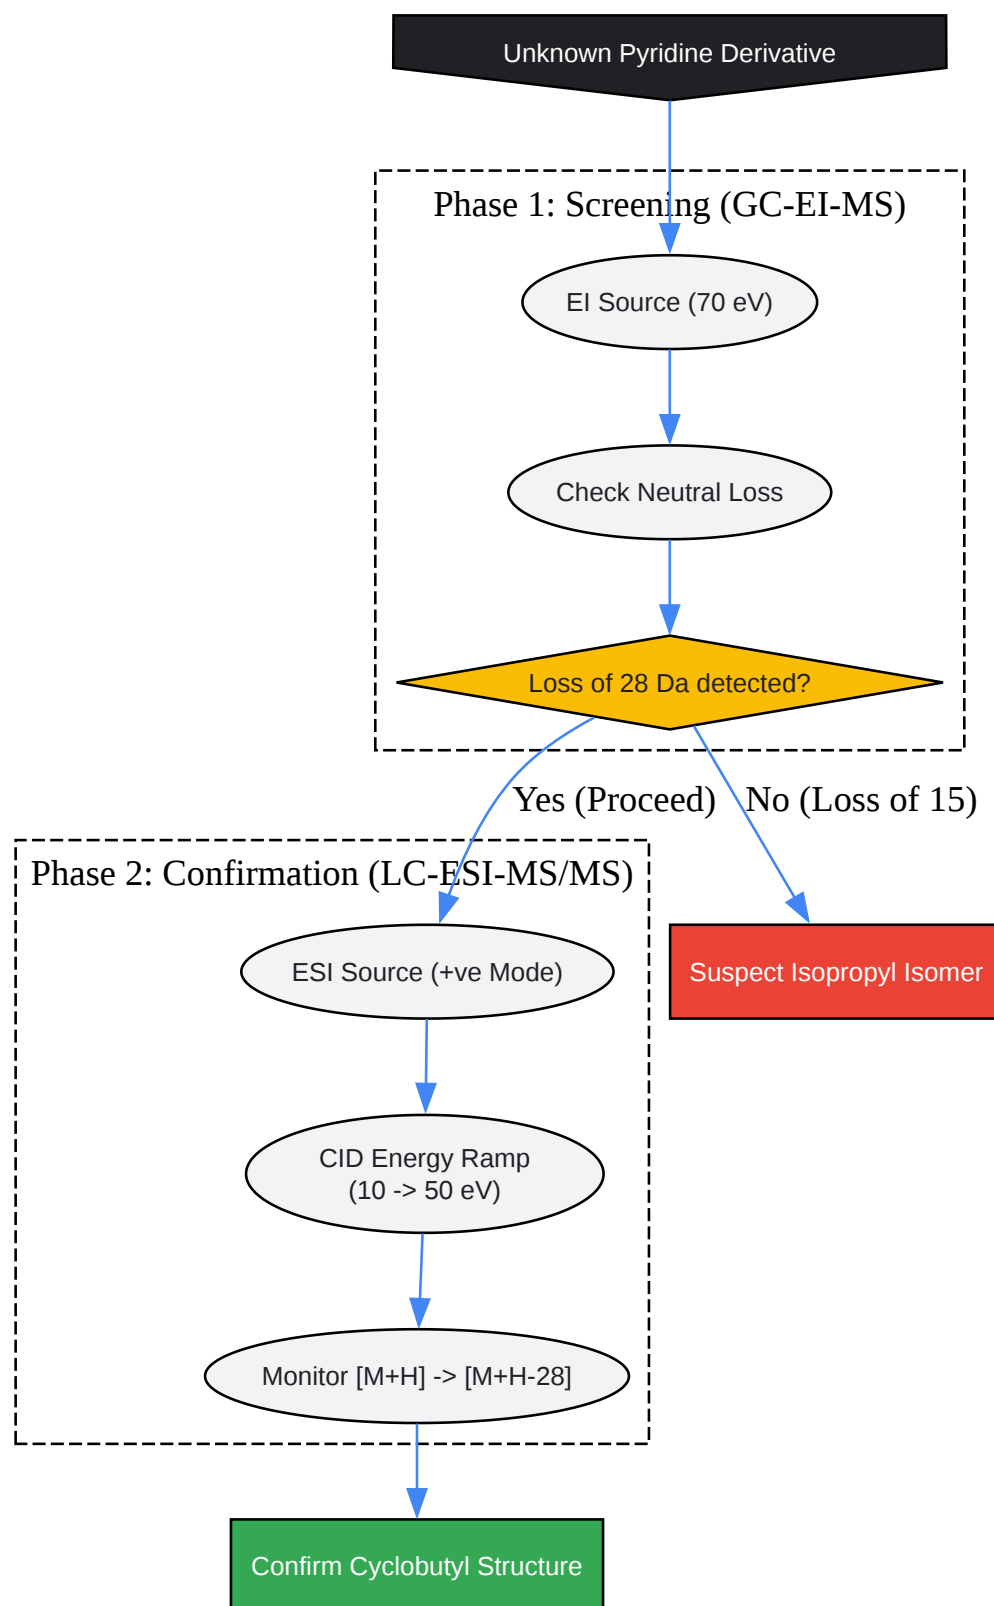 Unknown Pyridine Derivative
Phase 1: Screening (GC-EI-MS)
EI Source (70 eV)
Check Neutral Loss
Loss of 28 Da detected?
Yes (Proceed)
No (Loss of 15)
Phase 2: Confirmation (LC-ESI-MS/MS)
ESI Source (+ve Mode)
Suspect Isopropyl Isomer
CID Energy Ramp
(10 -> 50 eV)
Monitor [M+H] -> [M+H-28]
Confirm Cyclobutyl Structure